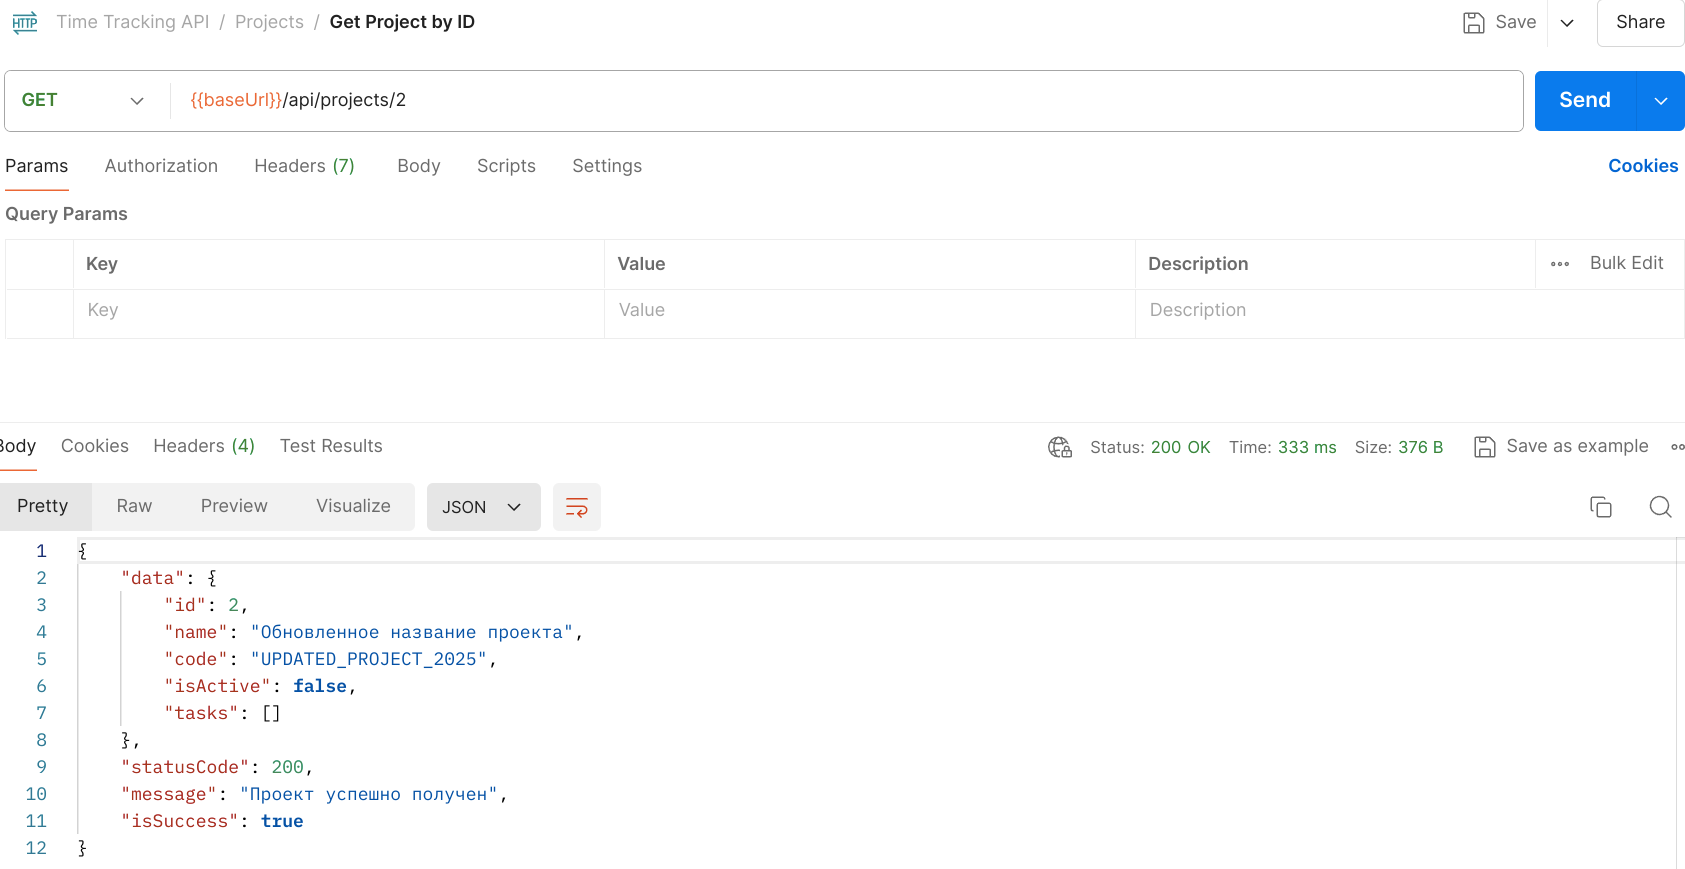 HTTP Time Tracking API / Projects / Get Project by ID Save Share
GET {{baseUrl}}/api/projects/2 Send
Params Authorization Headers (7) Body Scripts Settings Cookies
Query Params
Key Value Description Bulk Edit
Key Value Description
Body Cookies Headers (4) Test Results Status: 200 OK Time: 333 ms Size: 376 B Save as example
Pretty Raw Preview Visualize JSON
1 {
2 "data": {
3 "id": 2,
4 "name": "Обновленное название проекта",
5 "code": "UPDATED_PROJECT_2025",
6 "isActive": false,
7 "tasks": []
8 },
9 "statusCode": 200,
10 "message": "Проект успешно получен",
11 "isSuccess": true
12 }